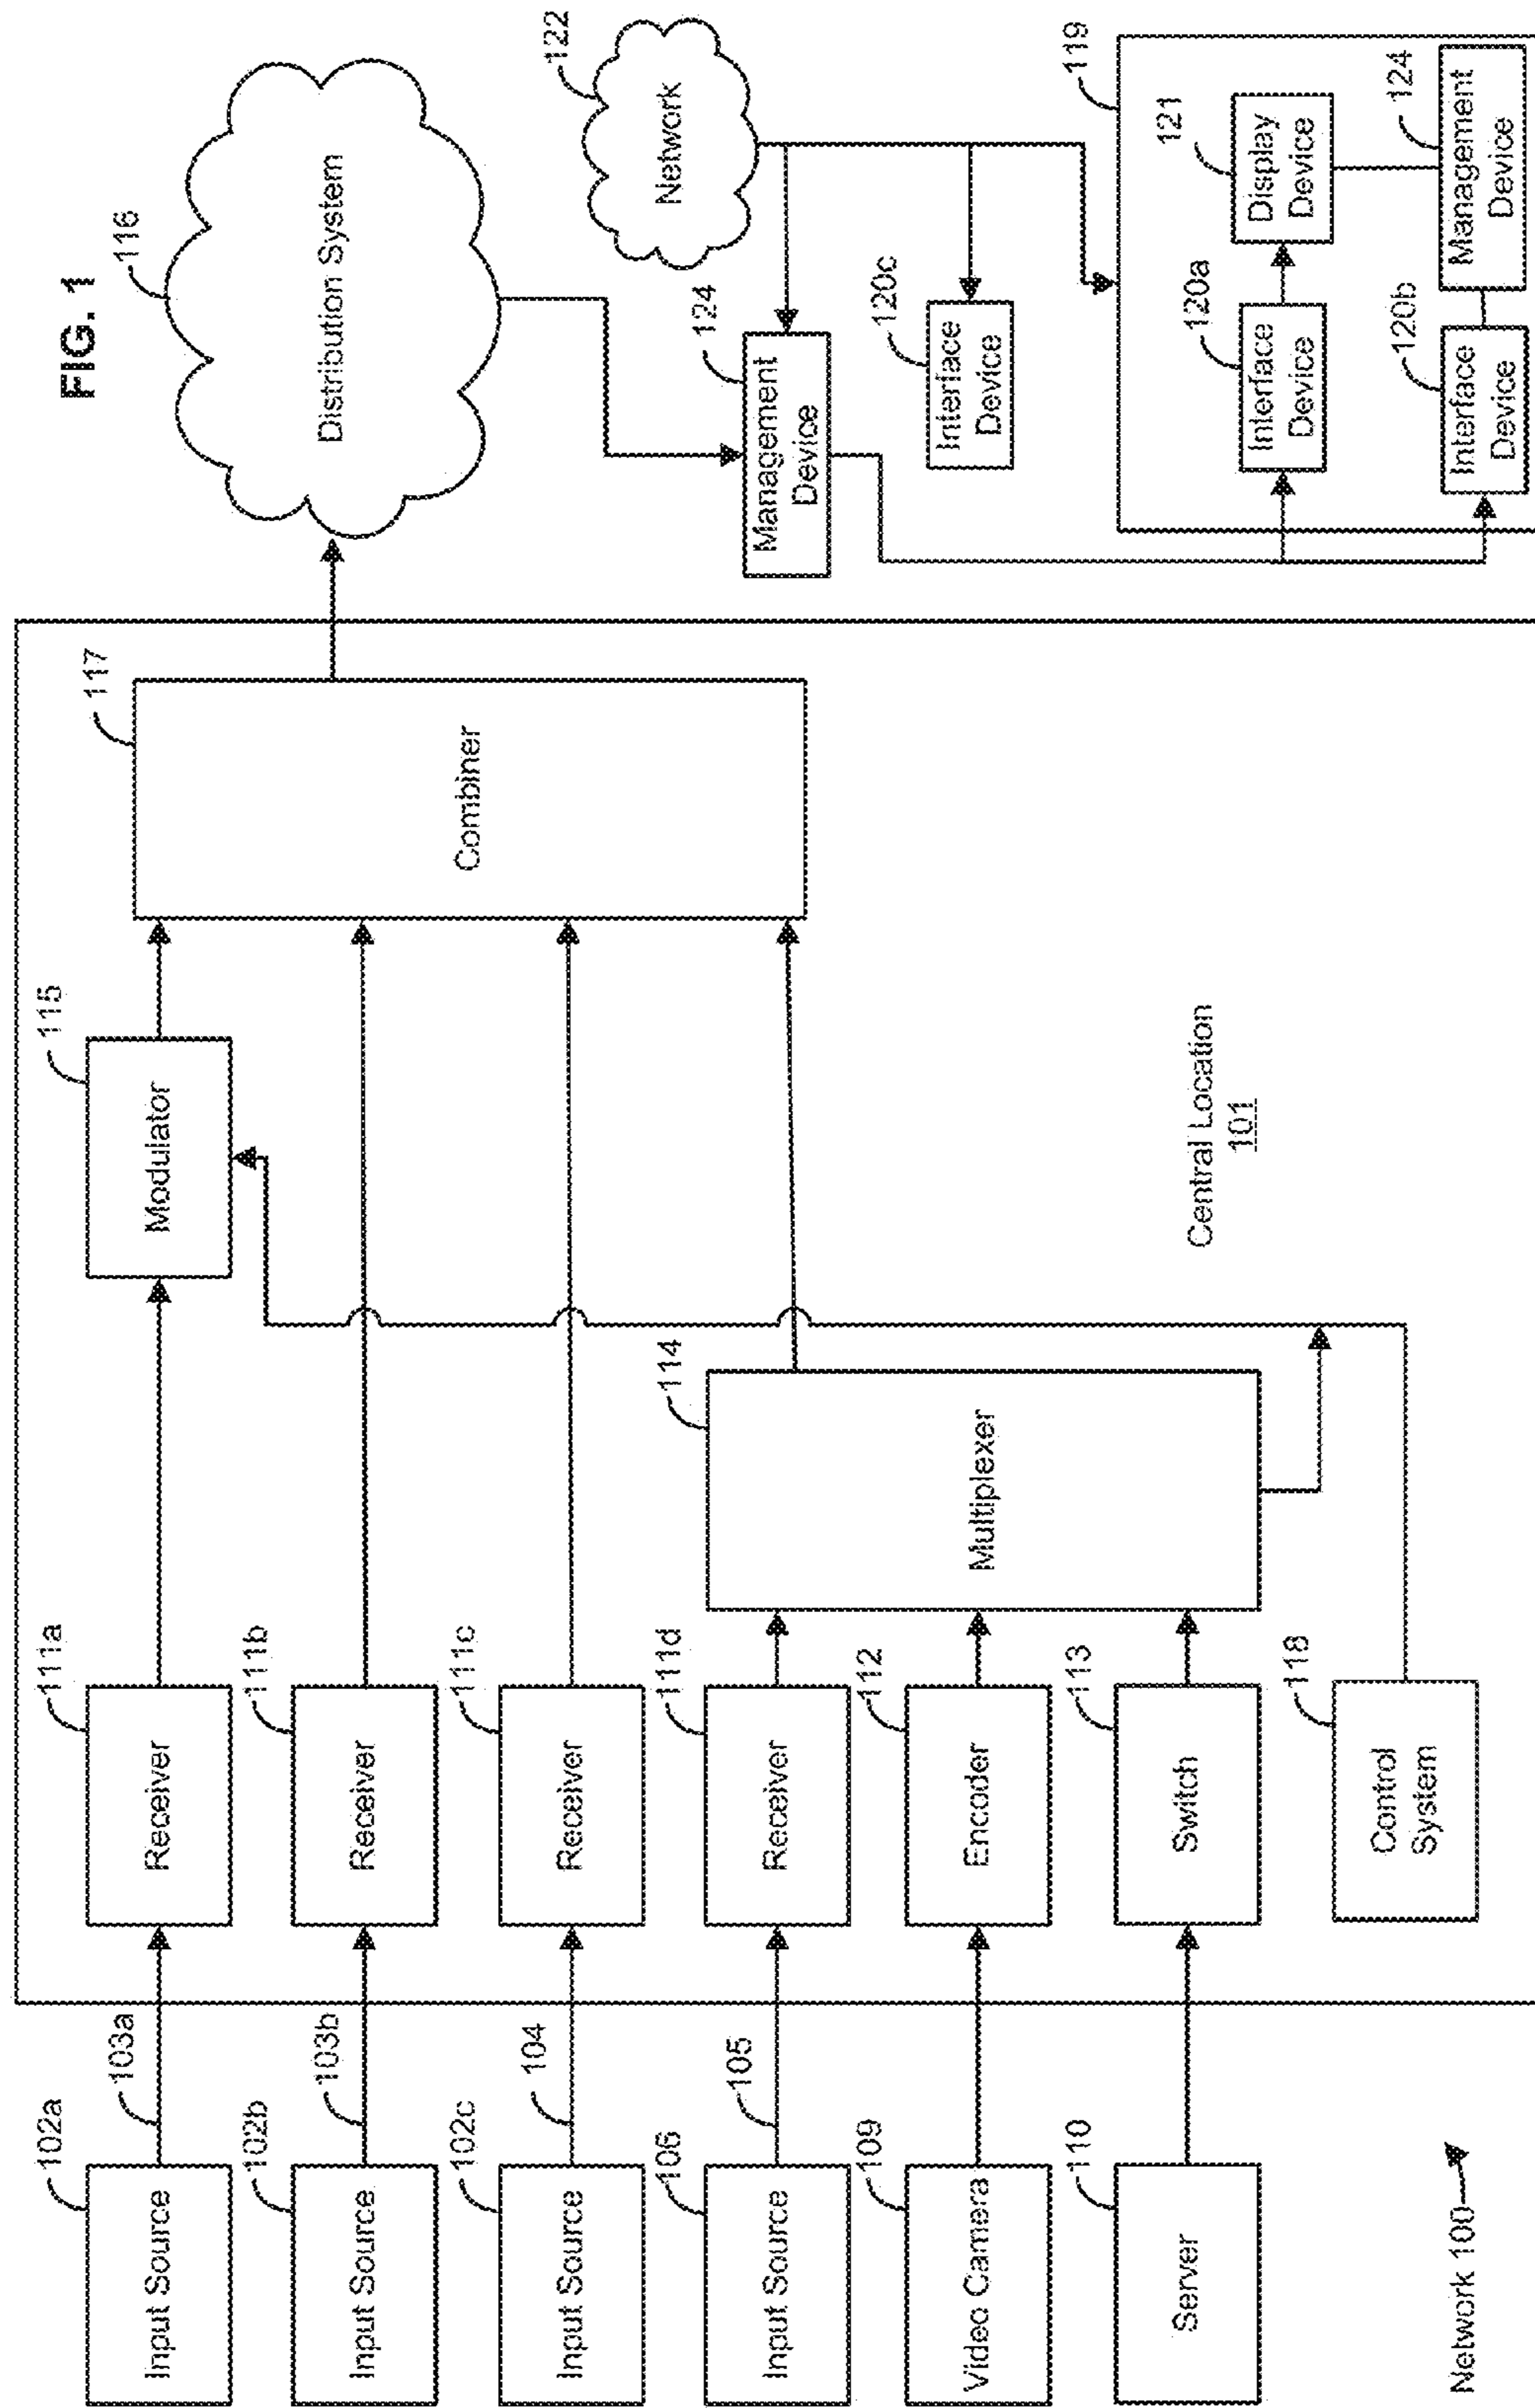 FIG. 1
102a
Input Source
103a
111a
Receiver
115
Modulator
117
Combiner
116
Distribution System
102b
Input Source
103b
111b
Receiver
102c
Input Source
104
111c
Receiver
106
Input Source
105
111d
Receiver
114
Multiplexer
109
Video Camera
112
Encoder
110
Server
113
Switch
118
Control
System
Central Location
101
122
Network
124
Management
Device
120c
Interface
Device
119
120a
Interface
Device
121
Display
Device
120b
Interface
Device
124
Management
Device
Network 100